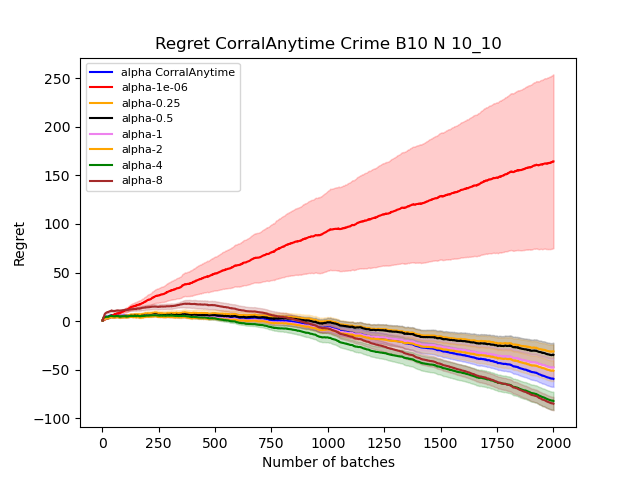 Regret CorralAnytime Crime B10 N 10_10
alpha CorralAnytime
alpha-1e-06
alpha-0.25
alpha-0.5
alpha-1
alpha-2
alpha-4
alpha-8
250
200
150
100
50
0
−50
−100
Regret
0
250
500
750
1000
1250
1500
1750
2000
Number of batches